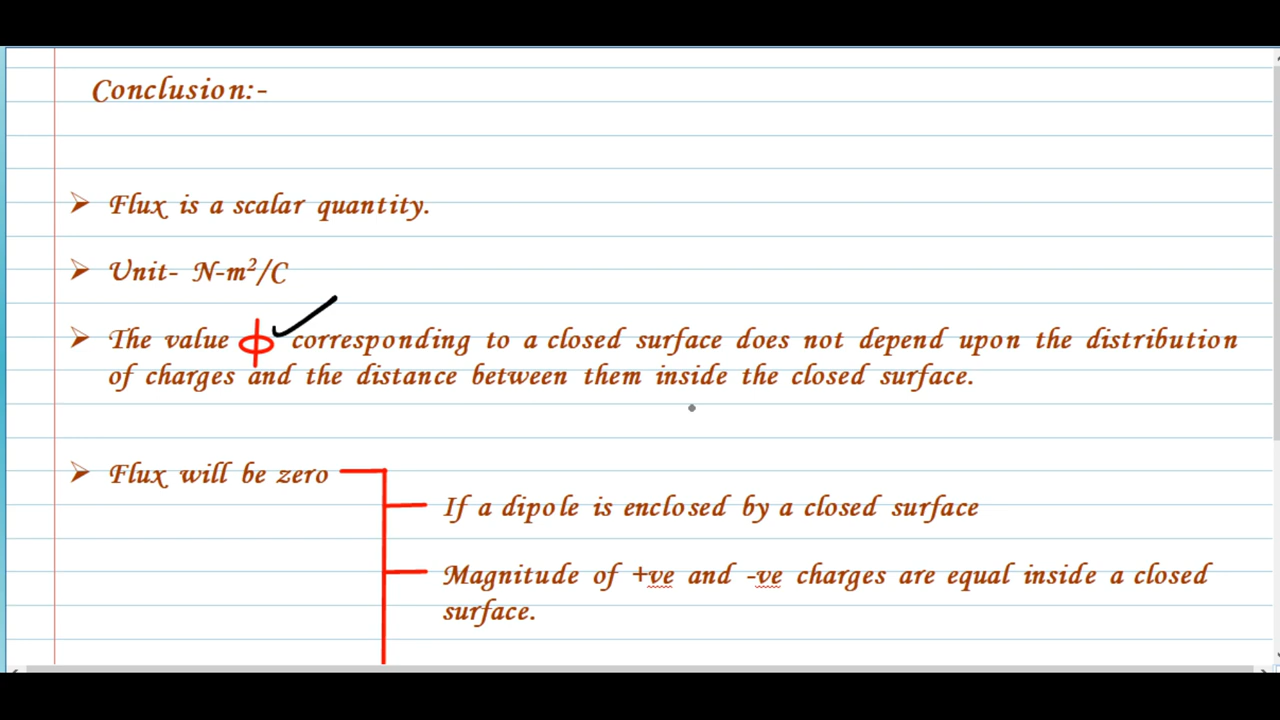 Conclusion:-
➢ Flux is a scalar quantity.
➢ Unit- N-m²/C
➢ The value ϕ corresponding to a closed surface does not depend upon the distribution
of charges and the distance between them inside the closed surface.
➢ Flux will be zero
If a dipole is enclosed by a closed surface
Magnitude of +ve and -ve charges are equal inside a closed
surface.